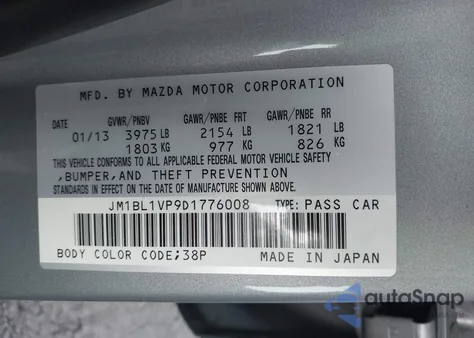 MFD. BY MAZDA MOTOR CORPORATION
DATE GVWR/PNBV GAWR/PNBE FRT GAWR/PNBE RR
01/13 3975 LB 2154 LB 1821 LB
1803 KG 977 KG 826 KG
THIS VEHICLE CONFORMS TO ALL APPLICABLE FEDERAL MOTOR VEHICLE SAFETY
,BUMPER,AND THEFT PREVENTION
STANDARDS IN EFFECT ON THE DATE OF MANUFACTURE SHOWN ABOVE.
JM1BL1VP9D1776008 TYPE: PASS CAR
BODY COLOR CODE;38P MADE IN JAPAN
autoSnap